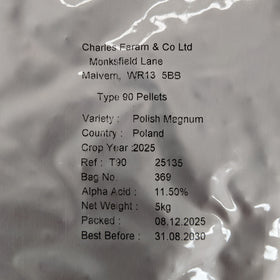 Charles Faram & Co Ltd
Monksfield Lane
Malvern, WR13 5BB
Type 90 Pellets
Variety : Polish Magnum
Country : Poland
Crop Year :2025
Ref : T90 25135
Bag No 369
Alpha Acid : 11.50%
Net Weight : 5kg
Packed : 08.12.2025
Best Before : 31.08.2030